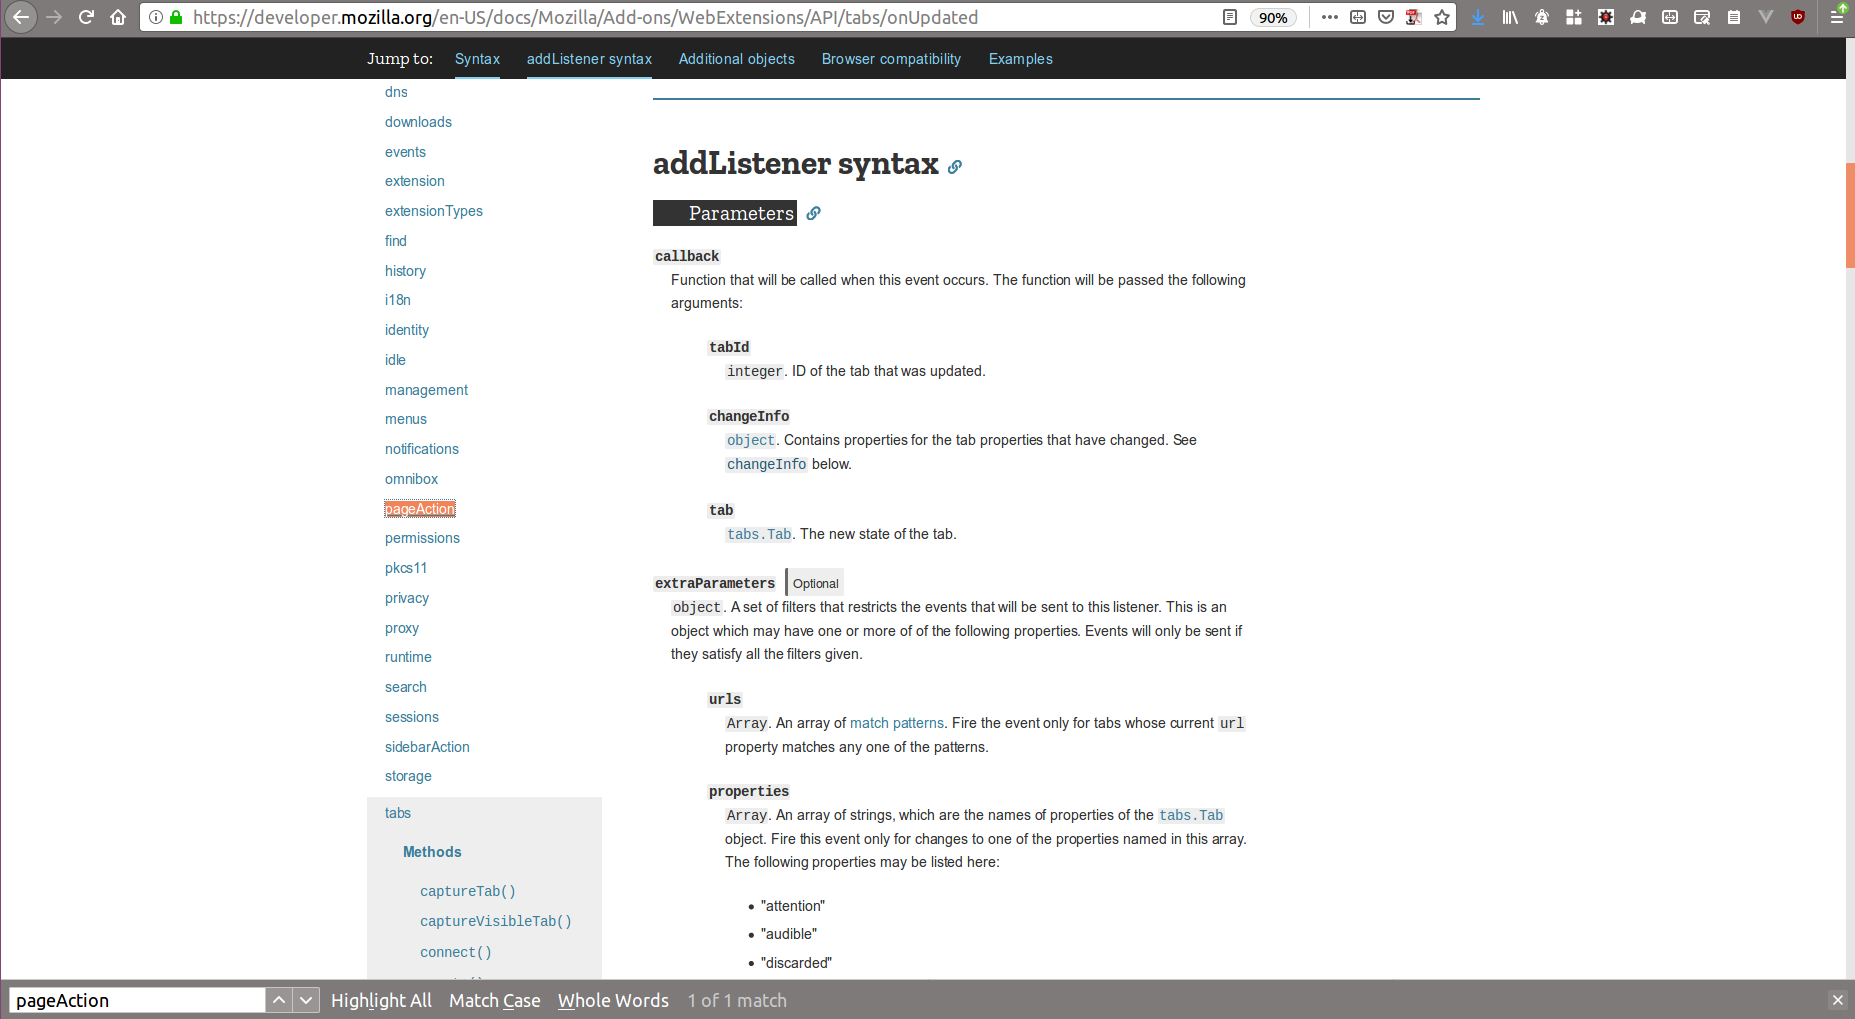 https://developer.mozilla.org/en-US/docs/Mozilla/Add-ons/WebExtensions/API/tabs/onUpdated
90%
Jump to:
Syntax
addListener syntax
Additional objects
Browser compatibility
Examples
dns
downloads
events
extension
extensionTypes
find
history
i18n
identity
idle
management
menus
notifications
omnibox
pageAction
permissions
pkcs11
privacy
proxy
runtime
search
sessions
sidebarAction
storage
tabs
Methods
captureTab()
captureVisibleTab()
connect()
addListener syntax
Parameters
callback
Function that will be called when this event occurs. The function will be passed the following
arguments:
tabId
integer. ID of the tab that was updated.
changeInfo
object. Contains properties for the tab properties that have changed. See
changeInfo below.
tab
tabs.Tab. The new state of the tab.
extraParameters Optional
object. A set of filters that restricts the events that will be sent to this listener. This is an
object which may have one or more of of the following properties. Events will only be sent if
they satisfy all the filters given.
urls
Array. An array of match patterns. Fire the event only for tabs whose current url
property matches any one of the patterns.
properties
Array. An array of strings, which are the names of properties of the tabs.Tab
object. Fire this event only for changes to one of the properties named in this array.
The following properties may be listed here:
• "attention"
• "audible"
• "discarded"
pageAction
Highlight All
Match Case
Whole Words
1 of 1 match